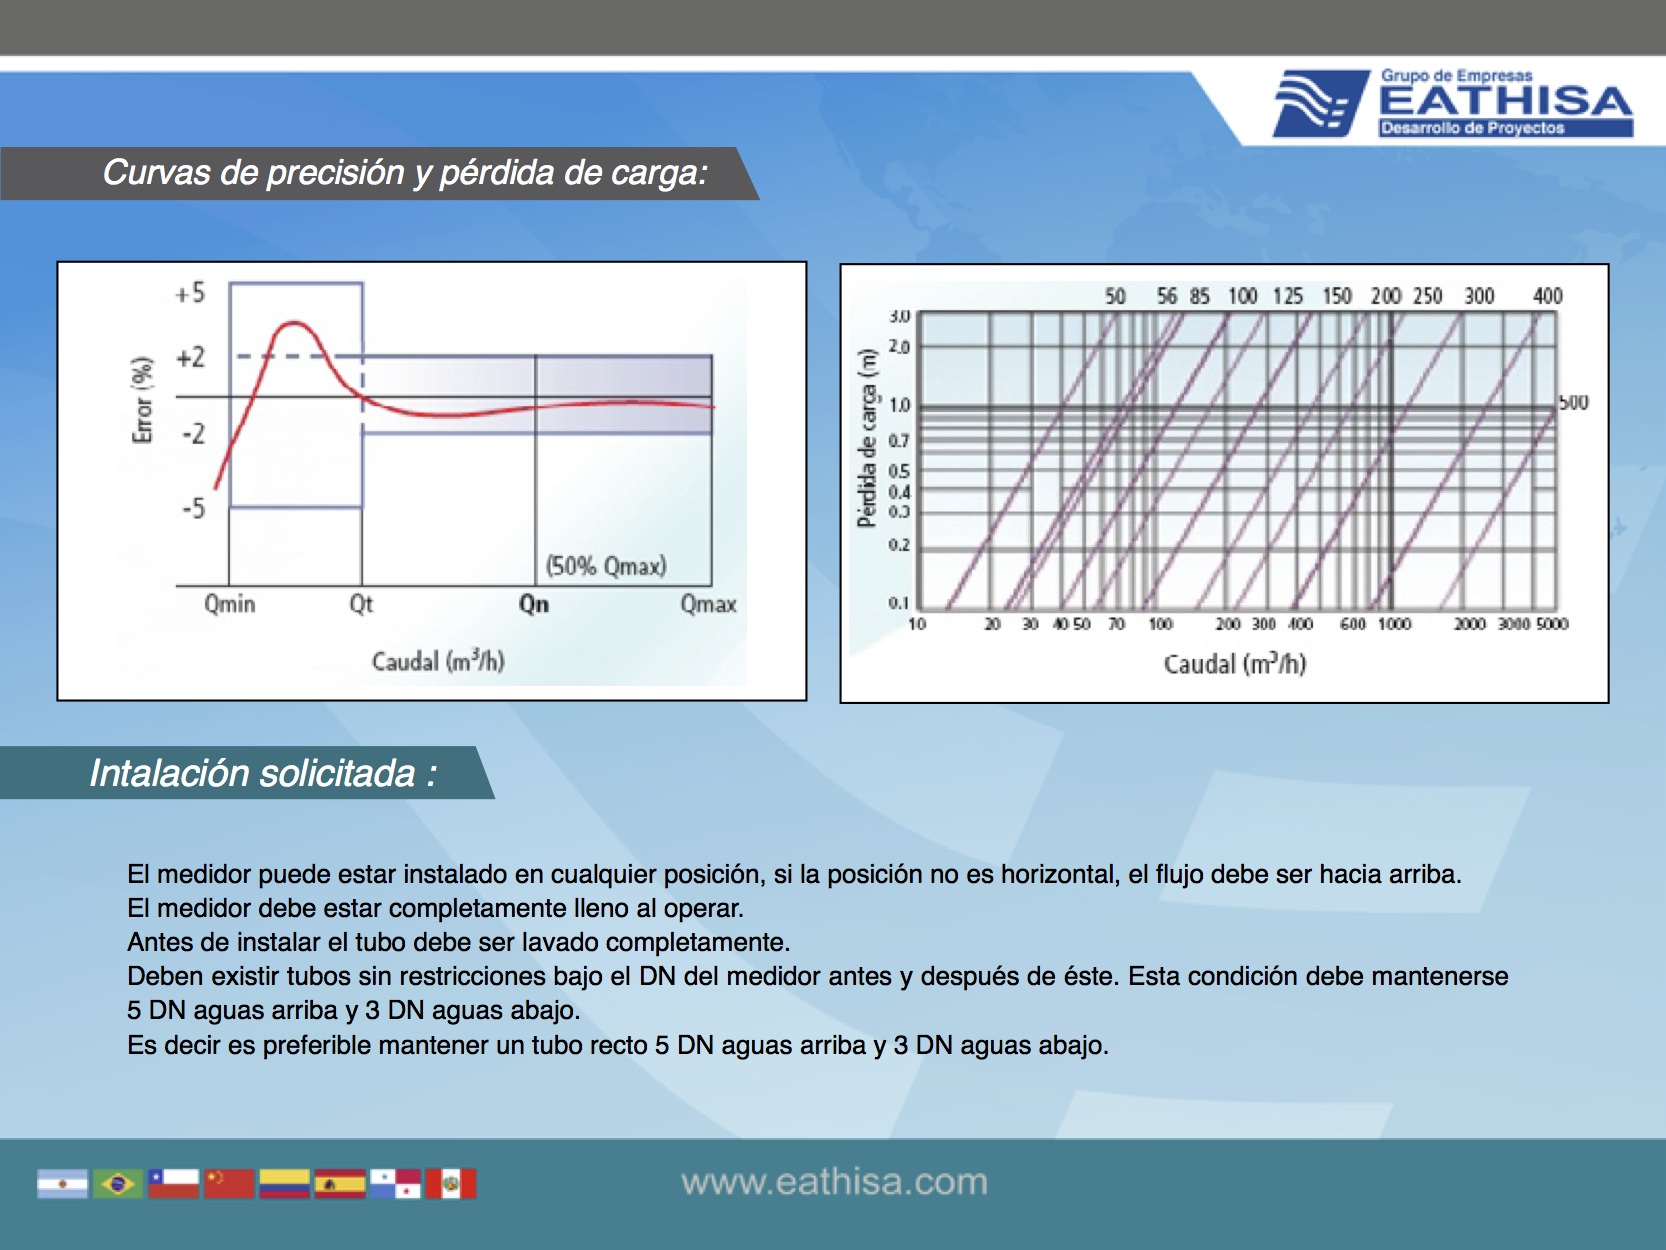 Grupo de Empresas
EATHISA
Desarrollo de Proyectos
Curvas de precisión y pérdida de carga:
+5
+2
-2
-5
Error (%)
(50% Qmax)
Qmin Qt Qn Qmax
Caudal (m³/h)
50 56 85 100 125 150 200 250 300 400
500
3.0
2.0
1.0
0.7
0.5
0.4
0.3
0.2
0.1
Pérdida de carga (m)
10 20 30 40 50 70 100 200 300 400 600 1000 2000 3000 5000
Caudal (m³/h)
Intalación solicitada :
El medidor puede estar instalado en cualquier posición, si la posición no es horizontal, el flujo debe ser hacia arriba.
El medidor debe estar completamente lleno al operar.
Antes de instalar el tubo debe ser lavado completamente.
Deben existir tubos sin restricciones bajo el DN del medidor antes y después de éste. Esta condición debe mantenerse
5 DN aguas arriba y 3 DN aguas abajo.
Es decir es preferible mantener un tubo recto 5 DN aguas arriba y 3 DN aguas abajo.
www.eathisa.com